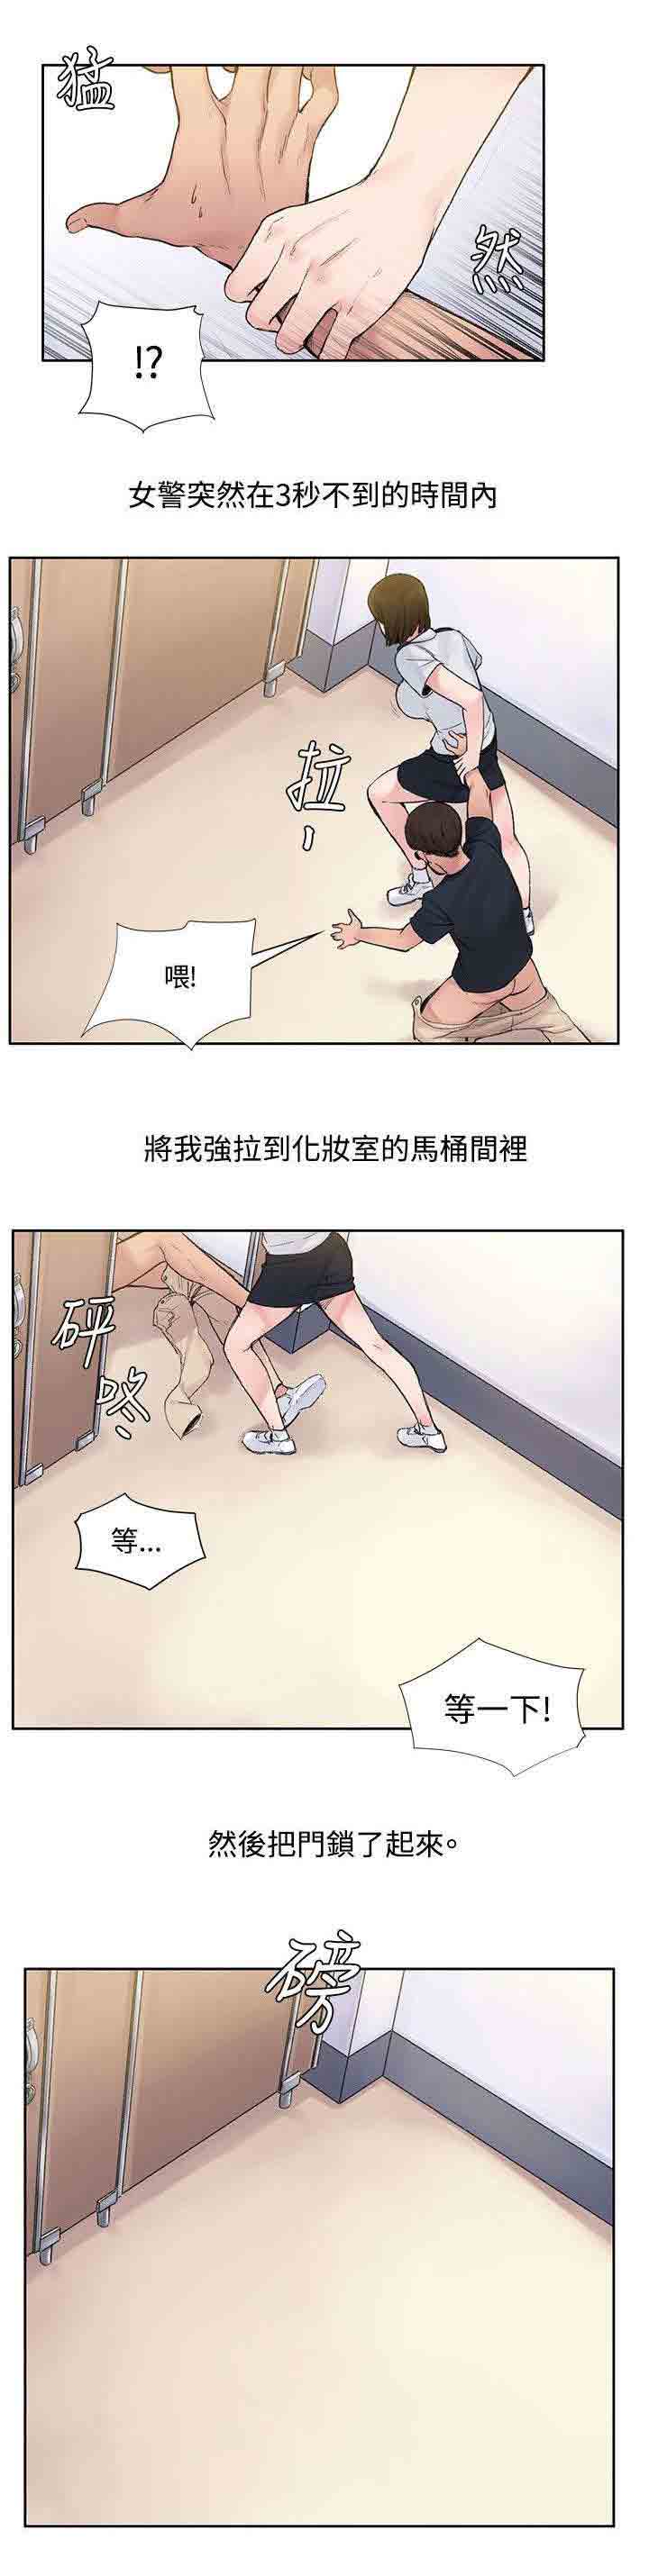 猛
然
!?
女警突然在3秒不到的時間內
拉
喂!
將我強拉到化妝室的馬桶間裡
砰
咚
等...
等一下!
然後把門鎖了起來。
磅